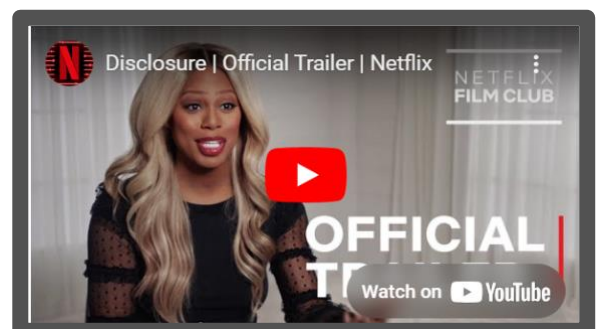 Disclosure | Official Trailer | Netflix
NETFLIX
FILM CLUB
OFFICIAL
Watch on YouTube